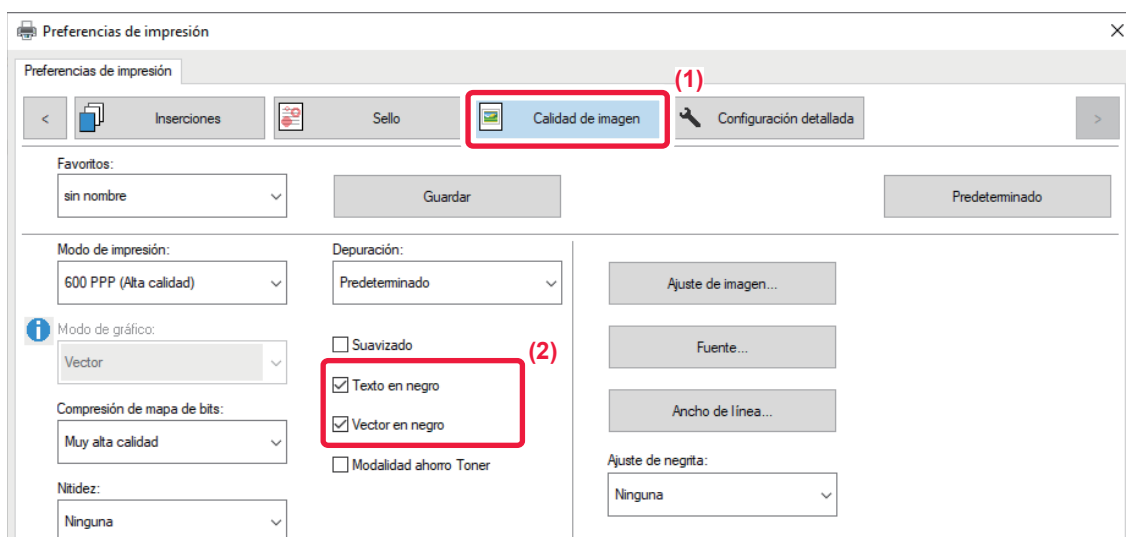 Preferencias de impresión
Preferencias de impresión
(1)
<
Inserciones
Sello
Calidad de imagen
Configuración detallada
>
Favoritos:
sin nombre
Guardar
Predeterminado
Modo de impresión:
600 PPP (Alta calidad)
Depuración:
Predeterminado
Ajuste de imagen...
Modo de gráfico:
Vector
Suavizado
(2)
Fuente...
Texto en negro
Compresión de mapa de bits:
Muy alta calidad
Vector en negro
Ancho de línea...
Modalidad ahorro Toner
Ajuste de negrita:
Ninguna
Nitidez:
Ninguna